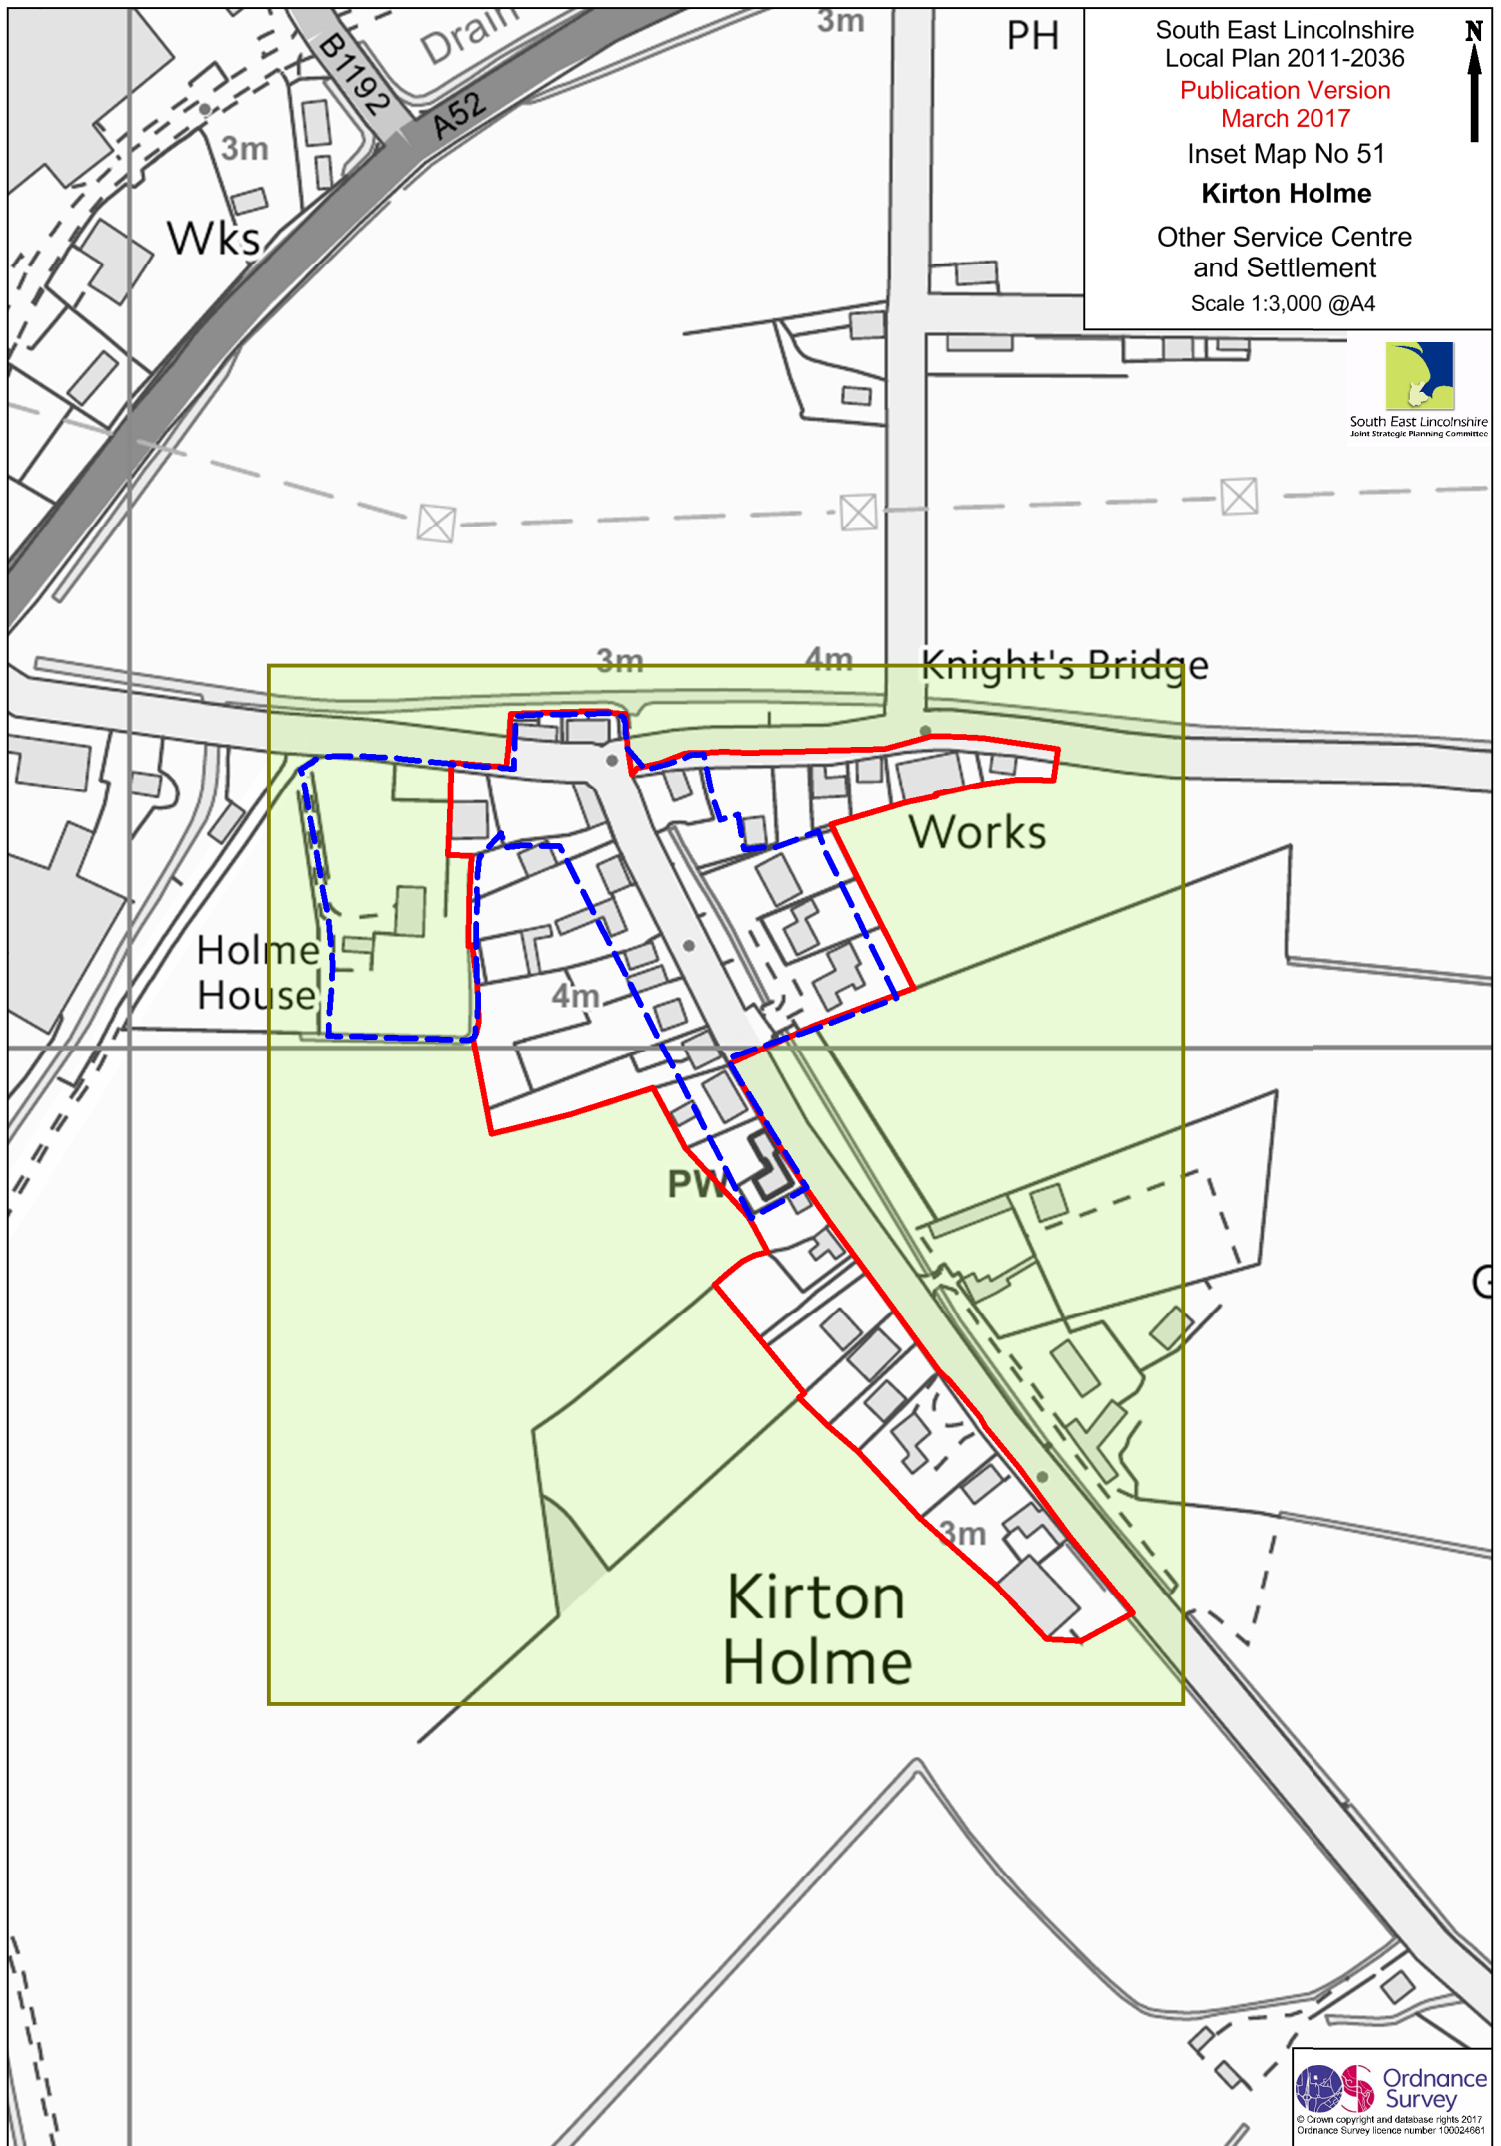 South East Lincolnshire
Local Plan 2011-2036
Publication Version
March 2017
Inset Map No 51
Kirton Holme
Other Service Centre
and Settlement
Scale 1:3,000 @A4
N
South East Lincolnshire
Joint Strategic Planning Committee
B1192
Drain
A52
3m
PH
3m
Wks
3m
4m
Knight's Bridge
Works
Holme
House
4m
PW
G
3m
Kirton
Holme
Ordnance
Survey
© Crown copyright and database rights 2017
Ordnance Survey licence number 100024661